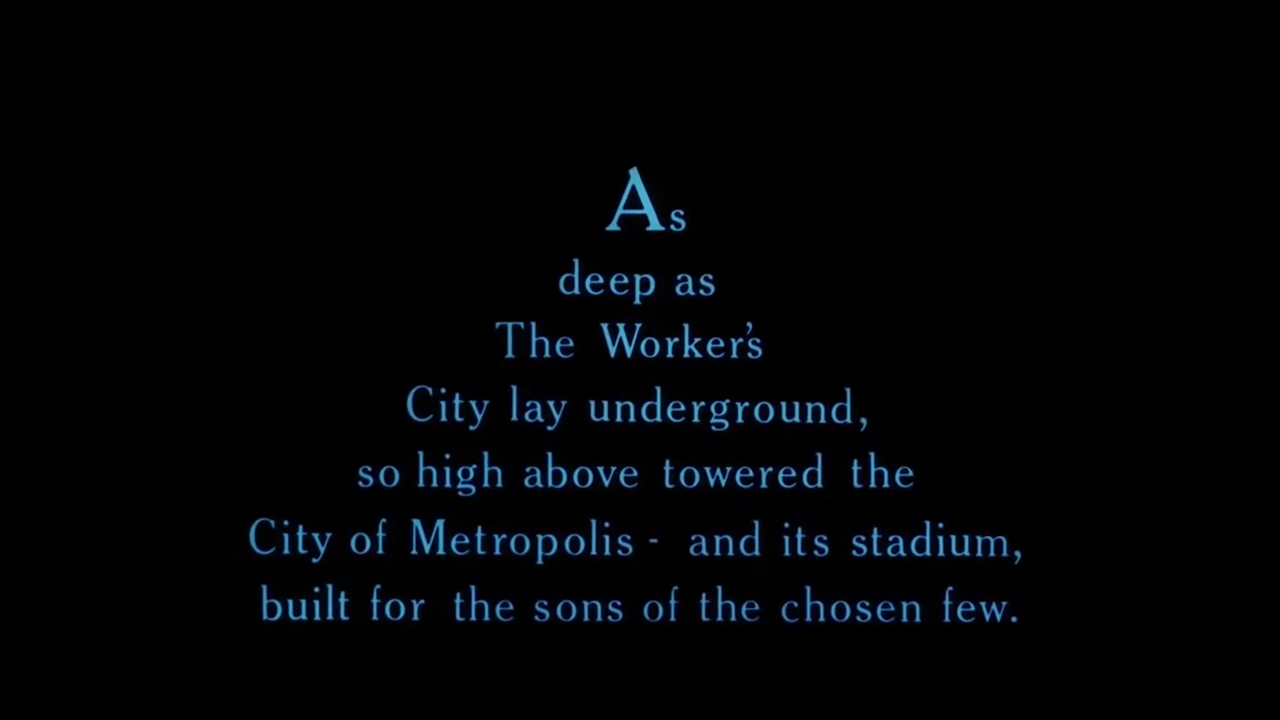 As
deep as
The Worker's
City lay underground,
so high above towered the
City of Metropolis - and its stadium,
built for the sons of the chosen few.